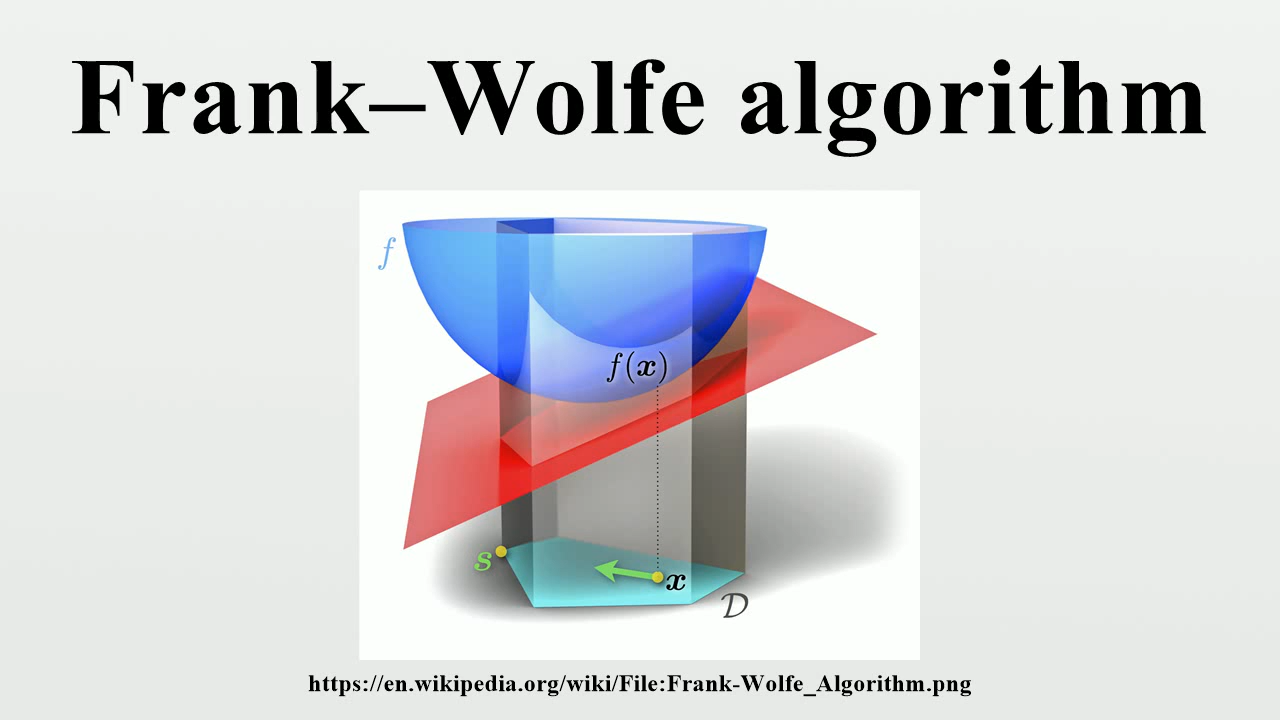 Frank–Wolfe algorithm
f
f(x)
s
x
D
https://en.wikipedia.org/wiki/File:Frank-Wolfe_Algorithm.png